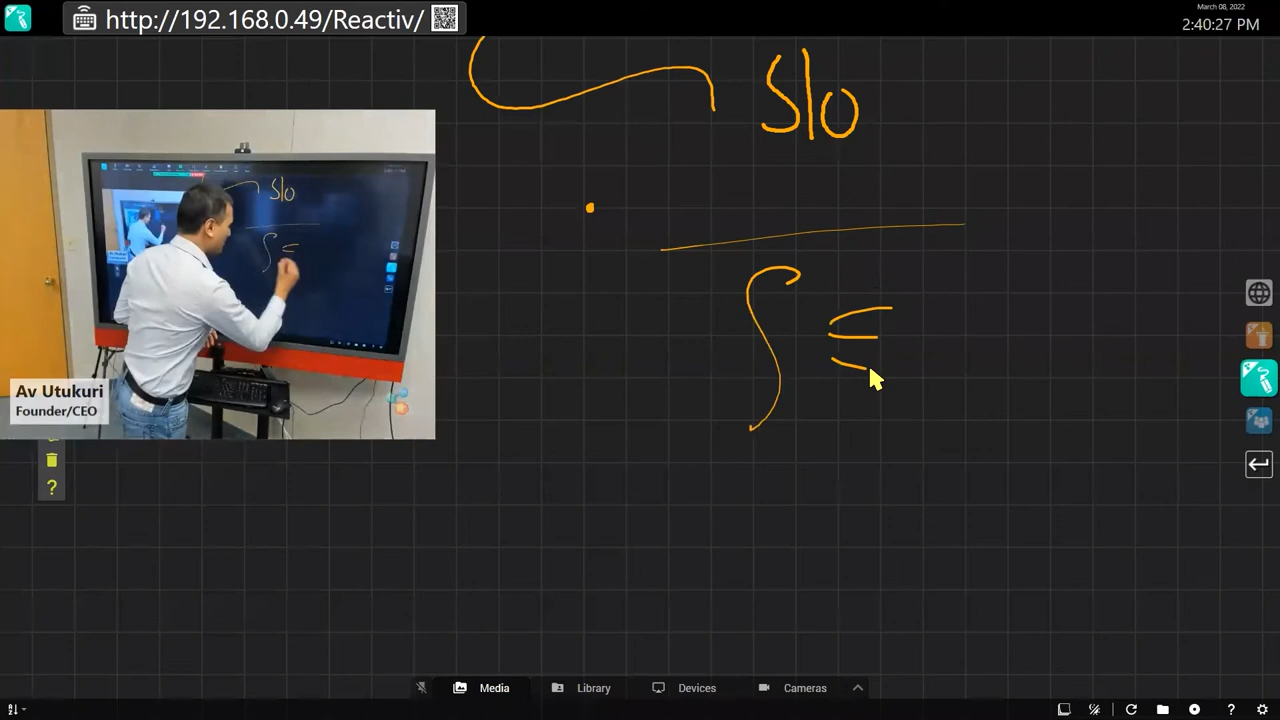 March 08, 2022
http://192.168.0.49/Reactiv/
2:40:27 PM
Slo
Slo
Av Utukuri
Founder/CEO
?
Media
Library
Devices
Cameras
?